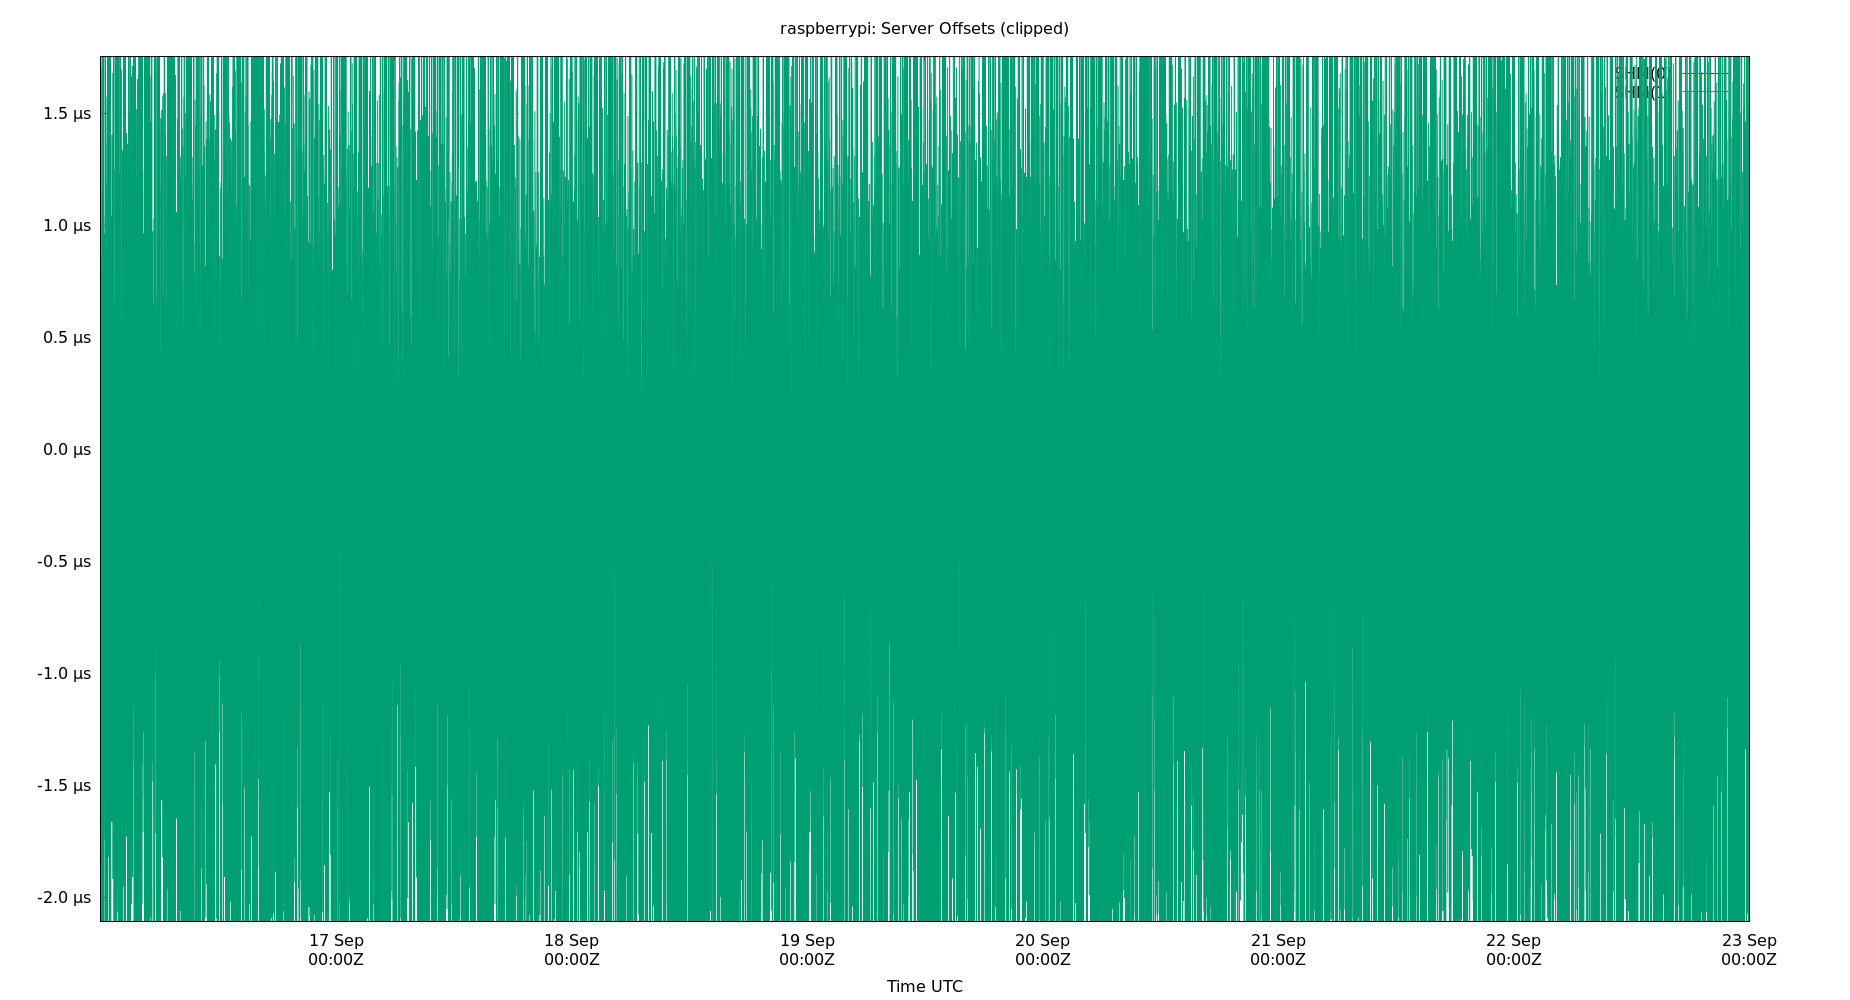 raspberrypi: Server Offsets (clipped)
1.5 µs
1.0 µs
0.5 µs
0.0 µs
-0.5 µs
-1.0 µs
-1.5 µs
-2.0 µs
17 Sep
00:00Z
18 Sep
00:00Z
19 Sep
00:00Z
20 Sep
00:00Z
21 Sep
00:00Z
22 Sep
00:00Z
23 Sep
00:00Z
Time UTC